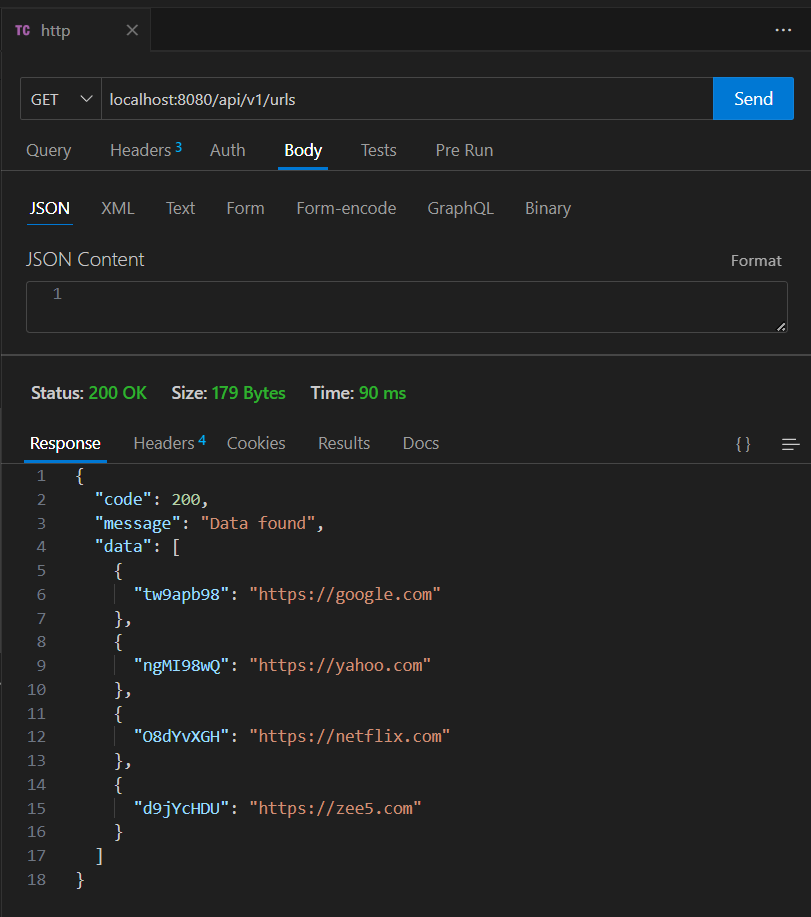 TC http
GET localhost:8080/api/v1/urls Send
Query Headers 3 Auth Body Tests Pre Run
JSON XML Text Form Form-encode GraphQL Binary
JSON Content Format
1
Status: 200 OK Size: 179 Bytes Time: 90 ms
Response Headers 4 Cookies Results Docs { }
1 {
2 "code": 200,
3 "message": "Data found",
4 "data": [
5 {
6 "tw9apb98": "https://google.com"
7 },
8 {
9 "ngMI98wQ": "https://yahoo.com"
10 },
11 {
12 "O8dYvXGH": "https://netflix.com"
13 },
14 {
15 "d9jYcHDU": "https://zee5.com"
16 }
17 ]
18 }